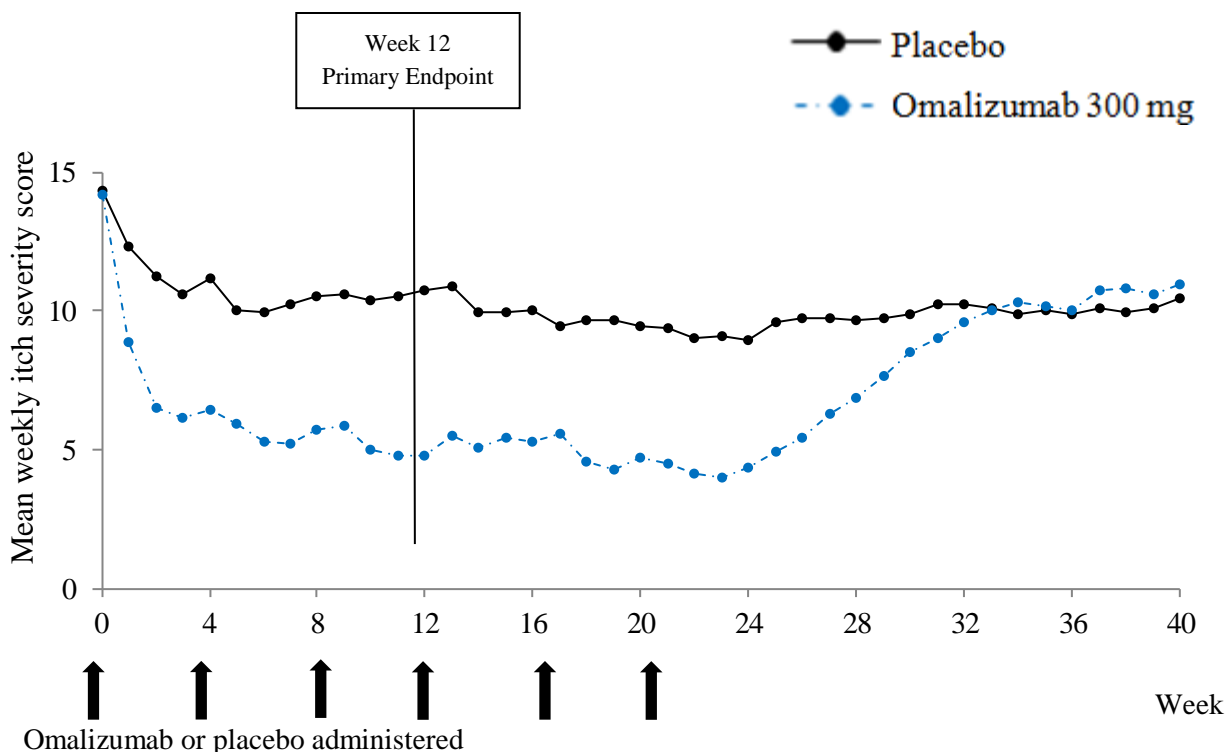 Week 12
Primary Endpoint
Placebo
Omalizumab 300 mg
Mean weekly itch severity score
15
10
5
0
0 4 8 12 16 20 24 28 32 36 40
Week
Omalizumab or placebo administered